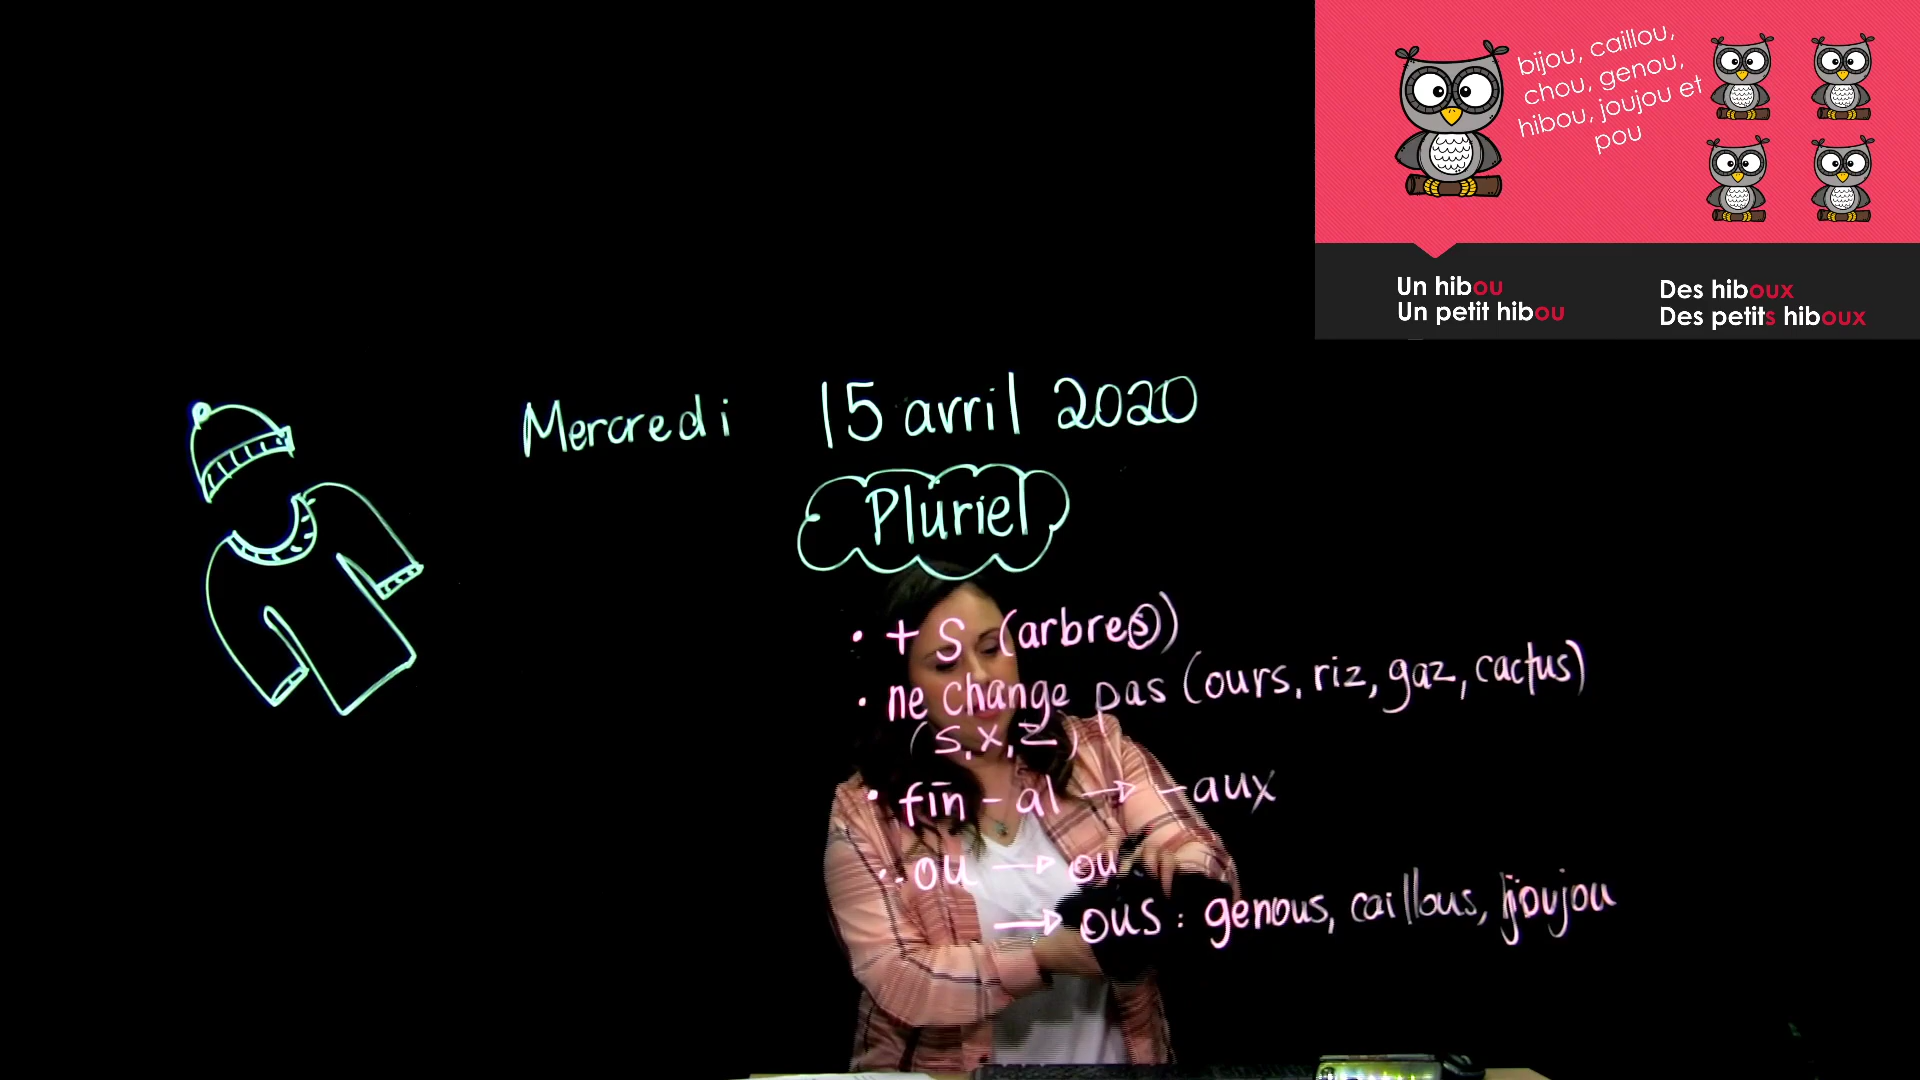 bijou, caillou,
chou, genou,
hibou, joujou et
pou
Un hibou
Un petit hibou
Des hiboux
Des petits hiboux
Mercredi 15 avril 2020
Pluriel
• + S (arbres)
• ne change pas (ours, riz, gaz, cactus)
(s, x, z)
• fin - al → -aux
• -ou → ou
→ ous : genous, caillous, joujou